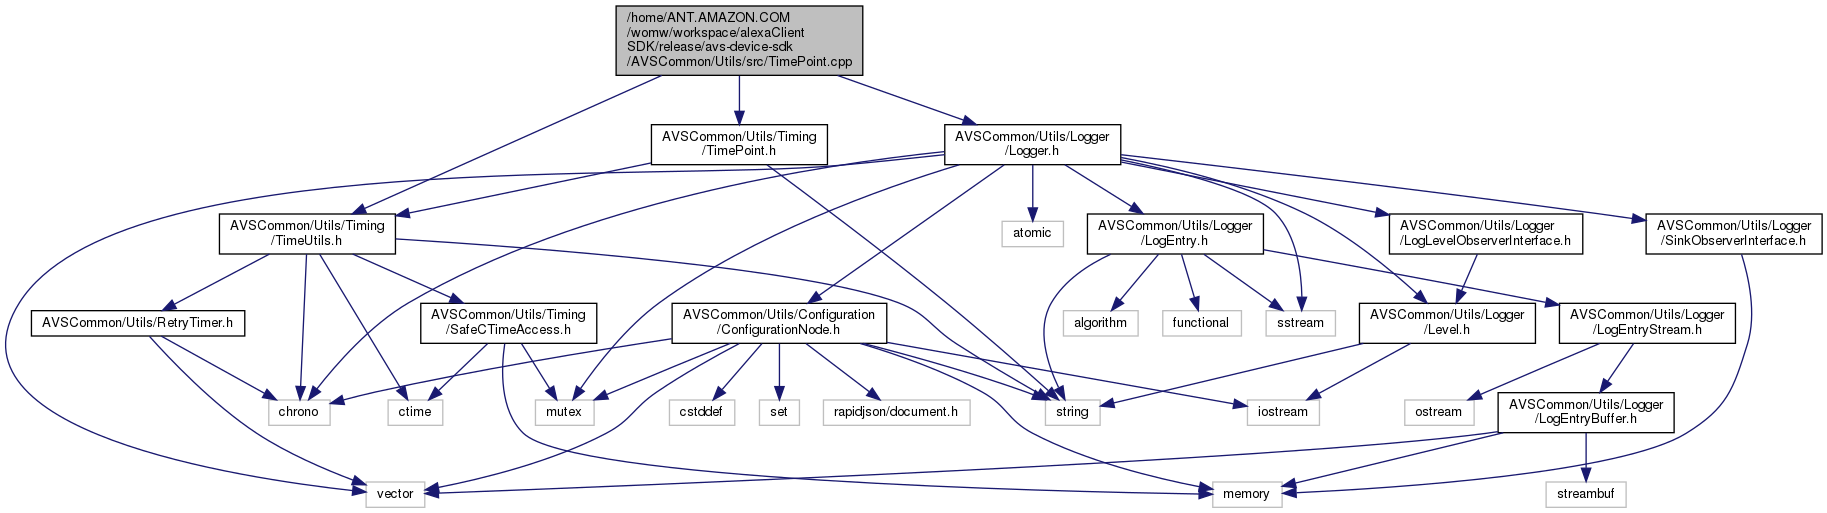 /home/ANT.AMAZON.COM
/womw/workspace/alexaClient
SDK/release/avs-device-sdk
/AVSCommon/Utils/src/TimePoint.cpp
AVSCommon/Utils/Timing
/TimePoint.h
AVSCommon/Utils/Logger
/Logger.h
AVSCommon/Utils/Timing
/TimeUtils.h
atomic
AVSCommon/Utils/Logger
/LogEntry.h
AVSCommon/Utils/Logger
/LogLevelObserverInterface.h
AVSCommon/Utils/Logger
/SinkObserverInterface.h
AVSCommon/Utils/RetryTimer.h
AVSCommon/Utils/Timing
/SafeCTimeAccess.h
AVSCommon/Utils/Configuration
/ConfigurationNode.h
algorithm
functional
sstream
AVSCommon/Utils/Logger
/Level.h
AVSCommon/Utils/Logger
/LogEntryStream.h
chrono
ctime
mutex
cstddef
set
rapidjson/document.h
string
iostream
ostream
AVSCommon/Utils/Logger
/LogEntryBuffer.h
vector
memory
streambuf